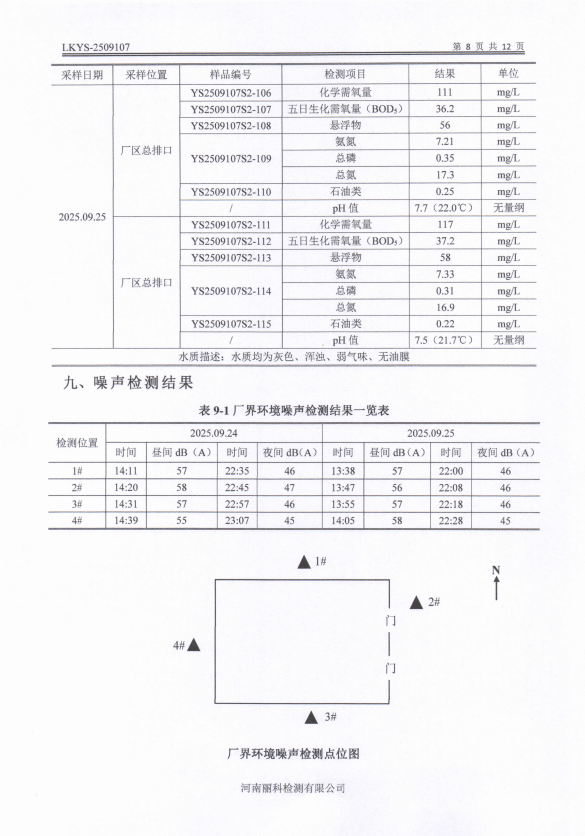 LKYS-2509107 第 8 页 共 12 页
采样日期 采样位置 样品编号 检测项目 结果 单位
2025.09.25 厂区总排口 YS2509107S2-106 化学需氧量 111 mg/L
YS2509107S2-107 五日生化需氧量（BOD₅） 36.2 mg/L
YS2509107S2-108 悬浮物 56 mg/L
YS2509107S2-109 氨氮 7.21 mg/L
总磷 0.35 mg/L
总氮 17.3 mg/L
YS2509107S2-110 石油类 0.25 mg/L
/ pH 值 7.7（22.0℃） 无量纲
厂区总排口 YS2509107S2-111 化学需氧量 117 mg/L
YS2509107S2-112 五日生化需氧量（BOD₅） 37.2 mg/L
YS2509107S2-113 悬浮物 58 mg/L
YS2509107S2-114 氨氮 7.33 mg/L
总磷 0.31 mg/L
总氮 16.9 mg/L
YS2509107S2-115 石油类 0.22 mg/L
/ pH 值 7.5（21.7℃） 无量纲
水质描述：水质均为灰色、浑浊、弱气味、无油膜
九、噪声检测结果
表 9-1 厂界环境噪声检测结果一览表
检测位置 2025.09.24 2025.09.25
时间 昼间 dB（A） 时间 夜间 dB(A) 时间 昼间 dB(A) 时间 夜间 dB（A）
1# 14:11 57 22:35 46 13:38 57 22:00 46
2# 14:20 58 22:45 47 13:47 56 22:08 46
3# 14:31 57 22:57 46 13:55 57 22:18 46
4# 14:39 55 23:07 45 14:05 58 22:28 45
1#
N
2#
门
4#
门
3#
厂界环境噪声检测点位图
河南丽科检测有限公司